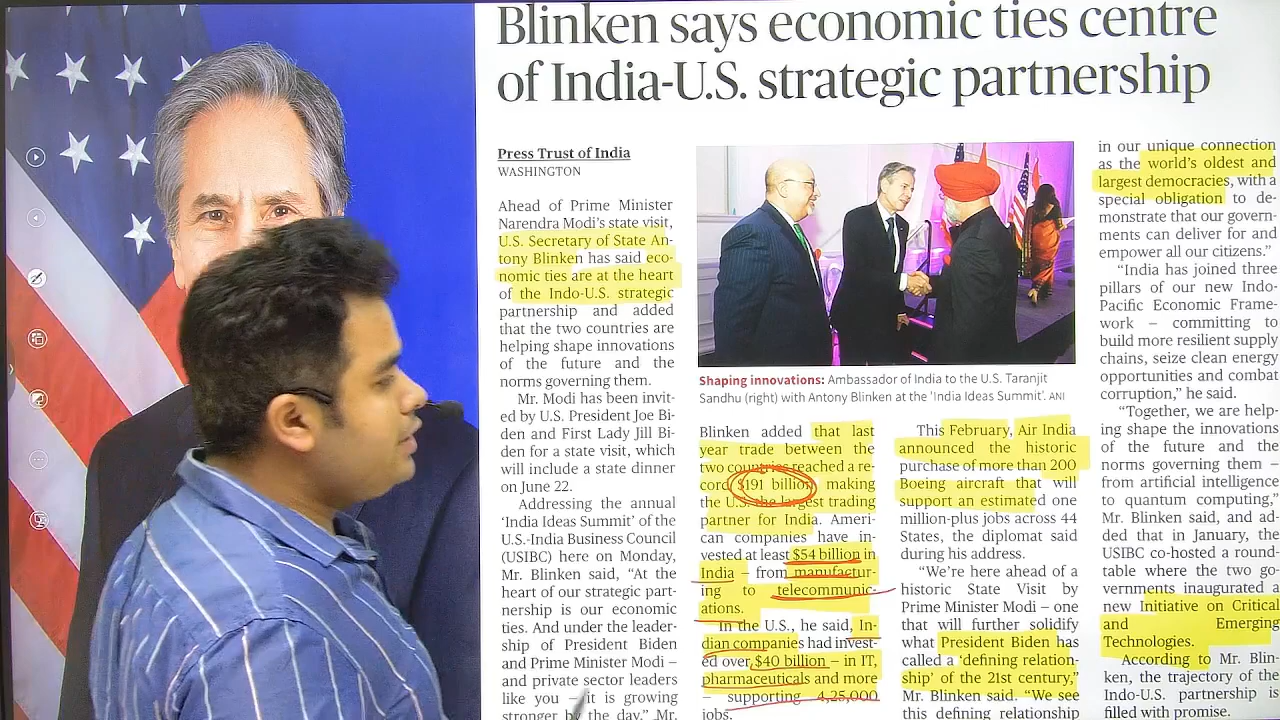 Blinken says economic ties centre
of India-U.S. strategic partnership
Press Trust of India
WASHINGTON
Ahead of Prime Minister
Narendra Modi's state visit,
U.S. Secretary of State An-
tony Blinken has said eco-
nomic ties are at the heart
of the Indo-U.S. strategic
partnership and added
that the two countries are
helping shape innovations
of the future and the
norms governing them.
Mr. Modi has been invit-
ed by U.S. President Joe Bi-
den and First Lady Jill Bi-
den for a state visit, which
will include a state dinner
on June 22.
Addressing the annual
'India Ideas Summit' of the
U.S.-India Business Council
(USIBC) here on Monday,
Mr. Blinken said, “At the
heart of our strategic part-
nership is our economic
ties. And under the leader-
ship of President Biden
and Prime Minister Modi –
and private sector leaders
like you – it is growing
stronger by the day.” Mr.
Shaping innovations: Ambassador of India to the U.S. Taranjit
Sandhu (right) with Antony Blinken at the 'India Ideas Summit'. ANI
Blinken added that last
year trade between the
two countries reached a re-
cord $191 billion, making
the U.S. the largest trading
partner for India. Ameri-
can companies have in-
vested at least $54 billion in
India – from manufactur-
ing to telecommunic-
ations.
In the U.S., he said, In-
dian companies had invest-
ed over $40 billion – in IT,
pharmaceuticals and more
– supporting 4,25,000
jobs.
This February, Air India
announced the historic
purchase of more than 200
Boeing aircraft that will
support an estimated one
million-plus jobs across 44
States, the diplomat said
during his address.
“We're here ahead of a
historic State Visit by
Prime Minister Modi – one
that will further solidify
what President Biden has
called a 'defining relation-
ship' of the 21st century,”
Mr. Blinken said. “We see
this defining relationship
in our unique connection
as the world's oldest and
largest democracies, with a
special obligation to de-
monstrate that our govern-
ments can deliver for and
empower all our citizens.”
“India has joined three
pillars of our new Indo-
Pacific Economic Frame-
work – committing to
build more resilient supply
chains, seize clean energy
opportunities and combat
corruption,” he said.
“Together, we are help-
ing shape the innovations
of the future and the
norms governing them –
from artificial intelligence
to quantum computing,”
Mr. Blinken said, and ad-
ded that in January, the
USIBC co-hosted a round-
table where the two go-
vernments inaugurated a
new Initiative on Critical
and Emerging
Technologies.
According to Mr. Blin-
ken, the trajectory of the
Indo-U.S. partnership is
filled with promise.